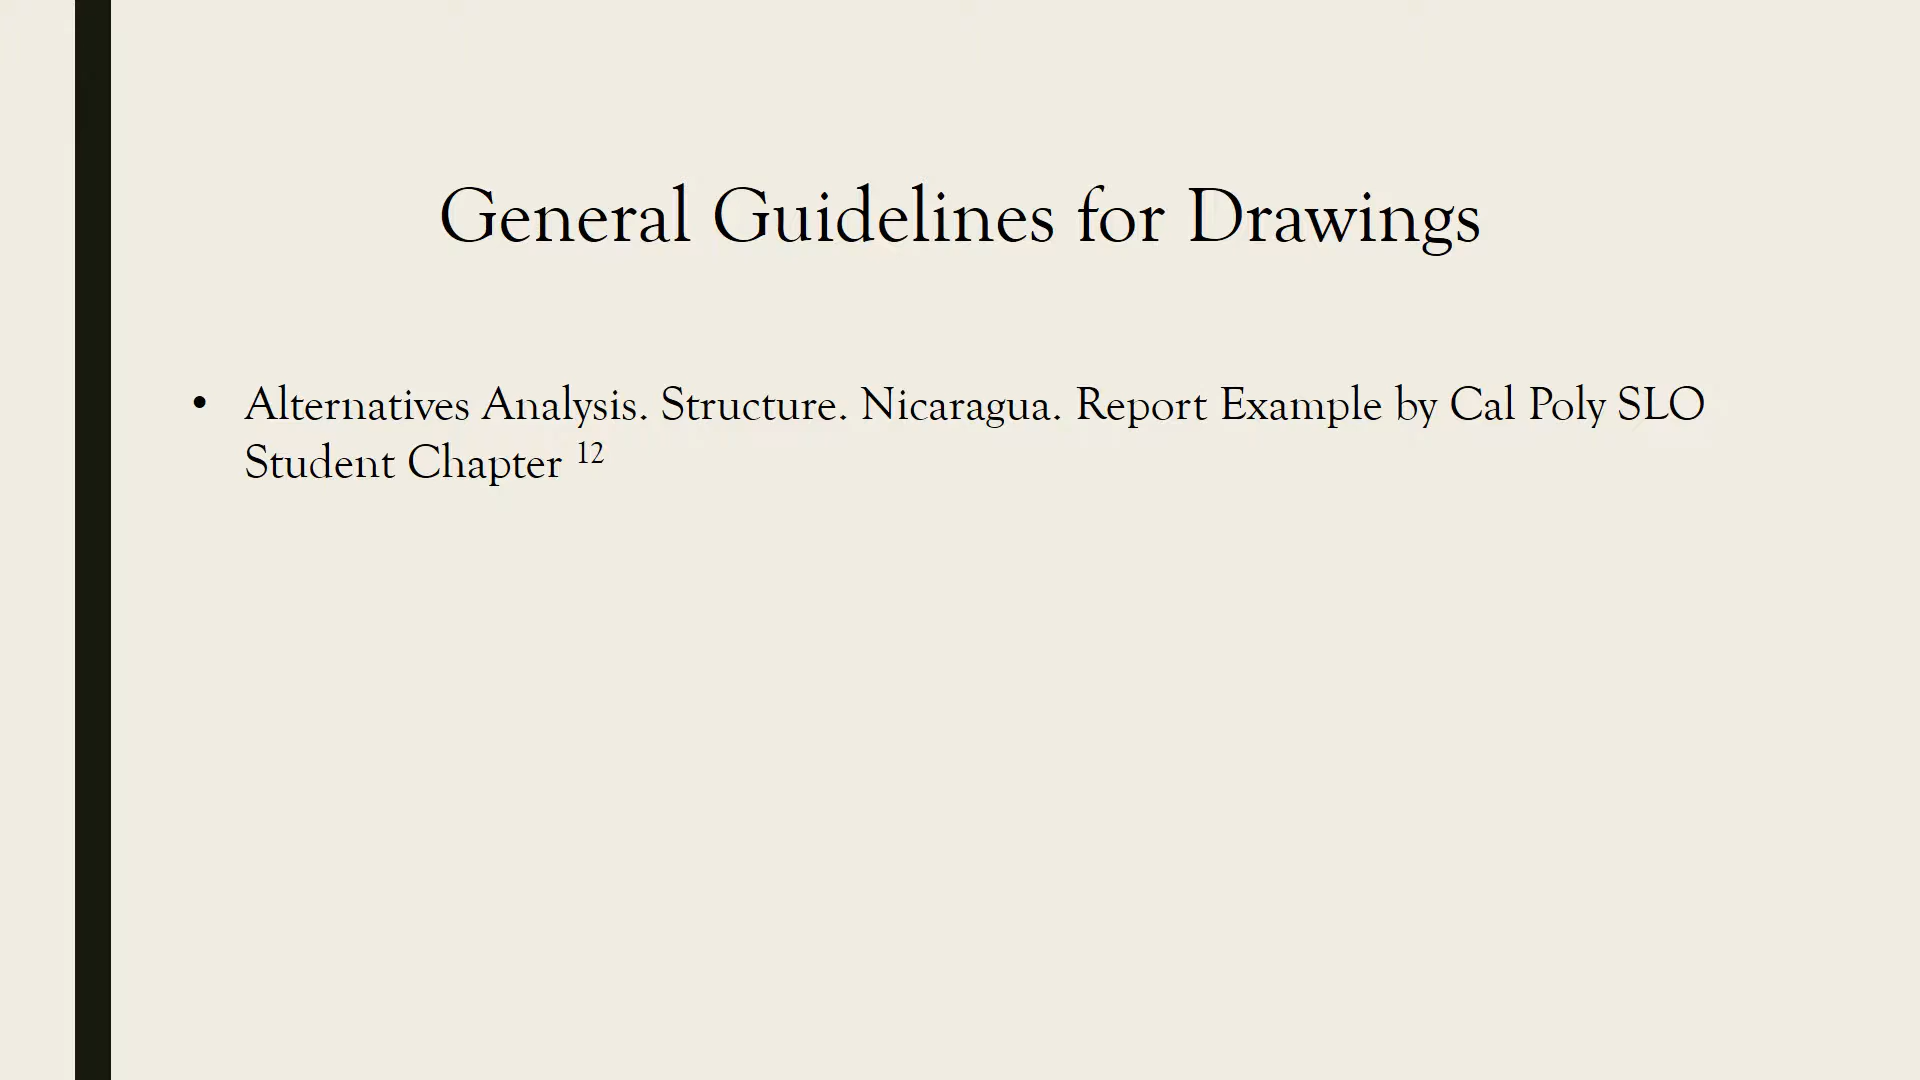 General Guidelines for Drawings
• Alternatives Analysis. Structure. Nicaragua. Report Example by Cal Poly SLO
Student Chapter 12